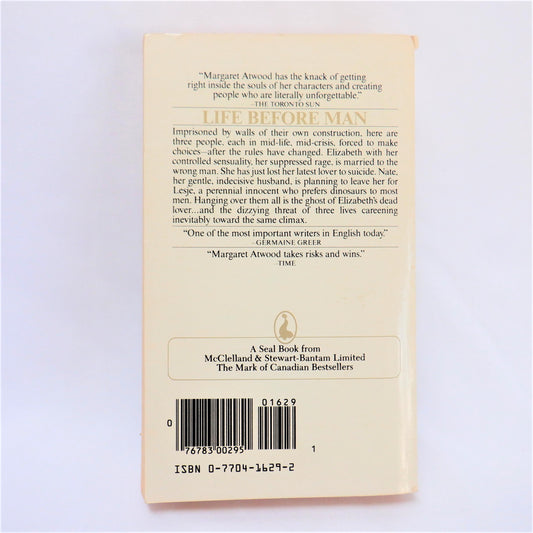 "Margaret Atwood has the knack of getting
right inside the souls of her characters and creating
people who are literally unforgettable."
-THE TORONTO SUN
LIFE BEFORE MAN
Imprisoned by walls of their own construction, here are
three people, each in mid-life, mid-crisis, forced to make
choices–after the rules have changed. Elizabeth with her
controlled sensuality, her suppressed rage, is married to the
wrong man. She has just lost her latest lover to suicide. Nate,
her gentle, indecisive husband, is planning to leave her for
Lesje, a perennial innocent who prefers dinosaurs to most
men. Hanging over them all is the ghost of Elizabeth's dead
lover...and the dizzying threat of three lives careening
inevitably toward the same climax.
"One of the most important writers in English today."
-GERMAINE GREER
"Margaret Atwood takes risks and wins."
-TIME
A Seal Book from
McClelland & Stewart-Bantam Limited
The Mark of Canadian Bestsellers
01629
0
76783 00295
1
ISBN 0-7704-1629-2